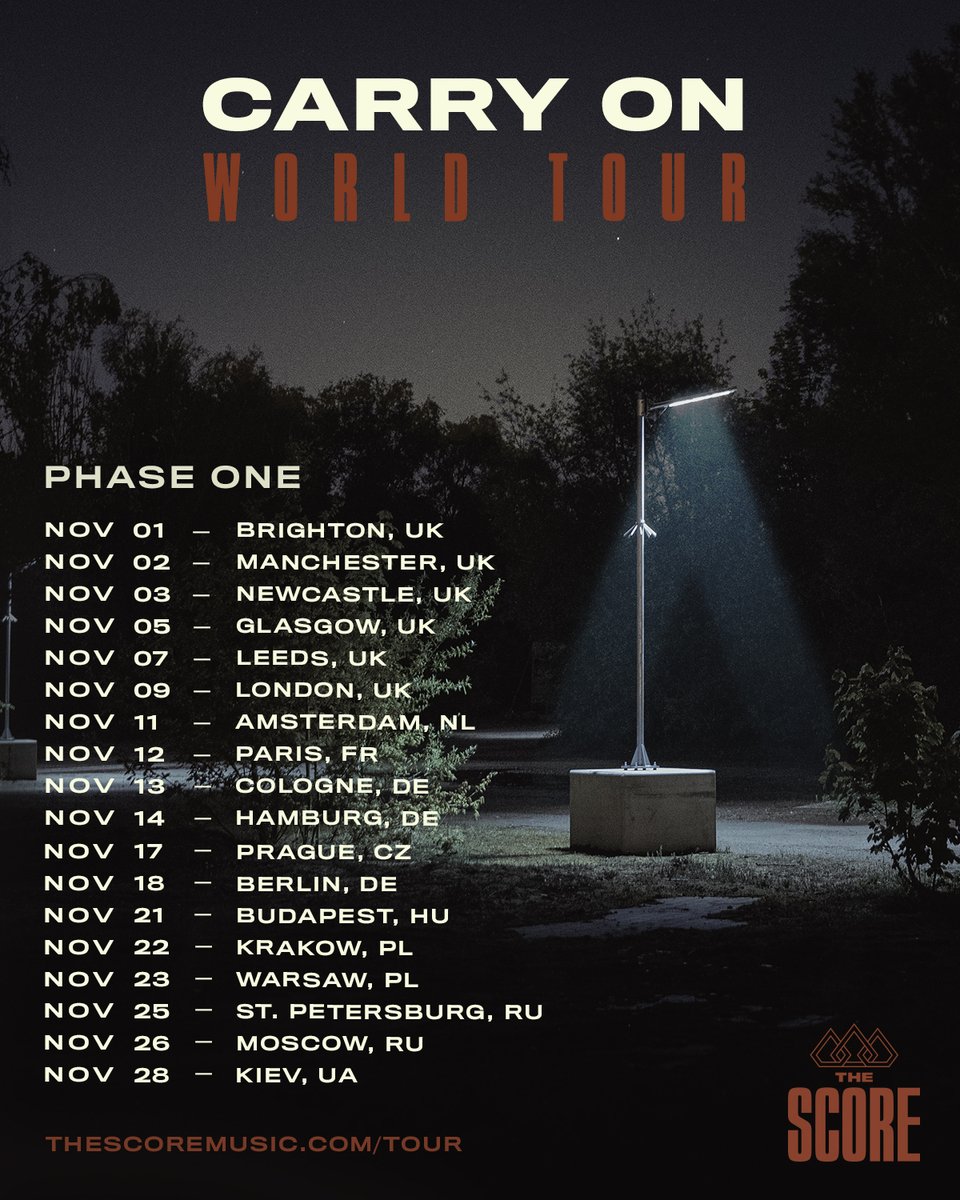 CARRY ON
WORLD TOUR
PHASE ONE
NOV 01 — BRIGHTON, UK
NOV 02 — MANCHESTER, UK
NOV 03 — NEWCASTLE, UK
NOV 05 — GLASGOW, UK
NOV 07 — LEEDS, UK
NOV 09 — LONDON, UK
NOV 11 — AMSTERDAM, NL
NOV 12 — PARIS, FR
NOV 13 — COLOGNE, DE
NOV 14 — HAMBURG, DE
NOV 17 — PRAGUE, CZ
NOV 18 — BERLIN, DE
NOV 21 — BUDAPEST, HU
NOV 22 — KRAKOW, PL
NOV 23 — WARSAW, PL
NOV 25 — ST. PETERSBURG, RU
NOV 26 — MOSCOW, RU
NOV 28 — KIEV, UA
THESCOREMUSIC.COM/TOUR
THE
SCORE